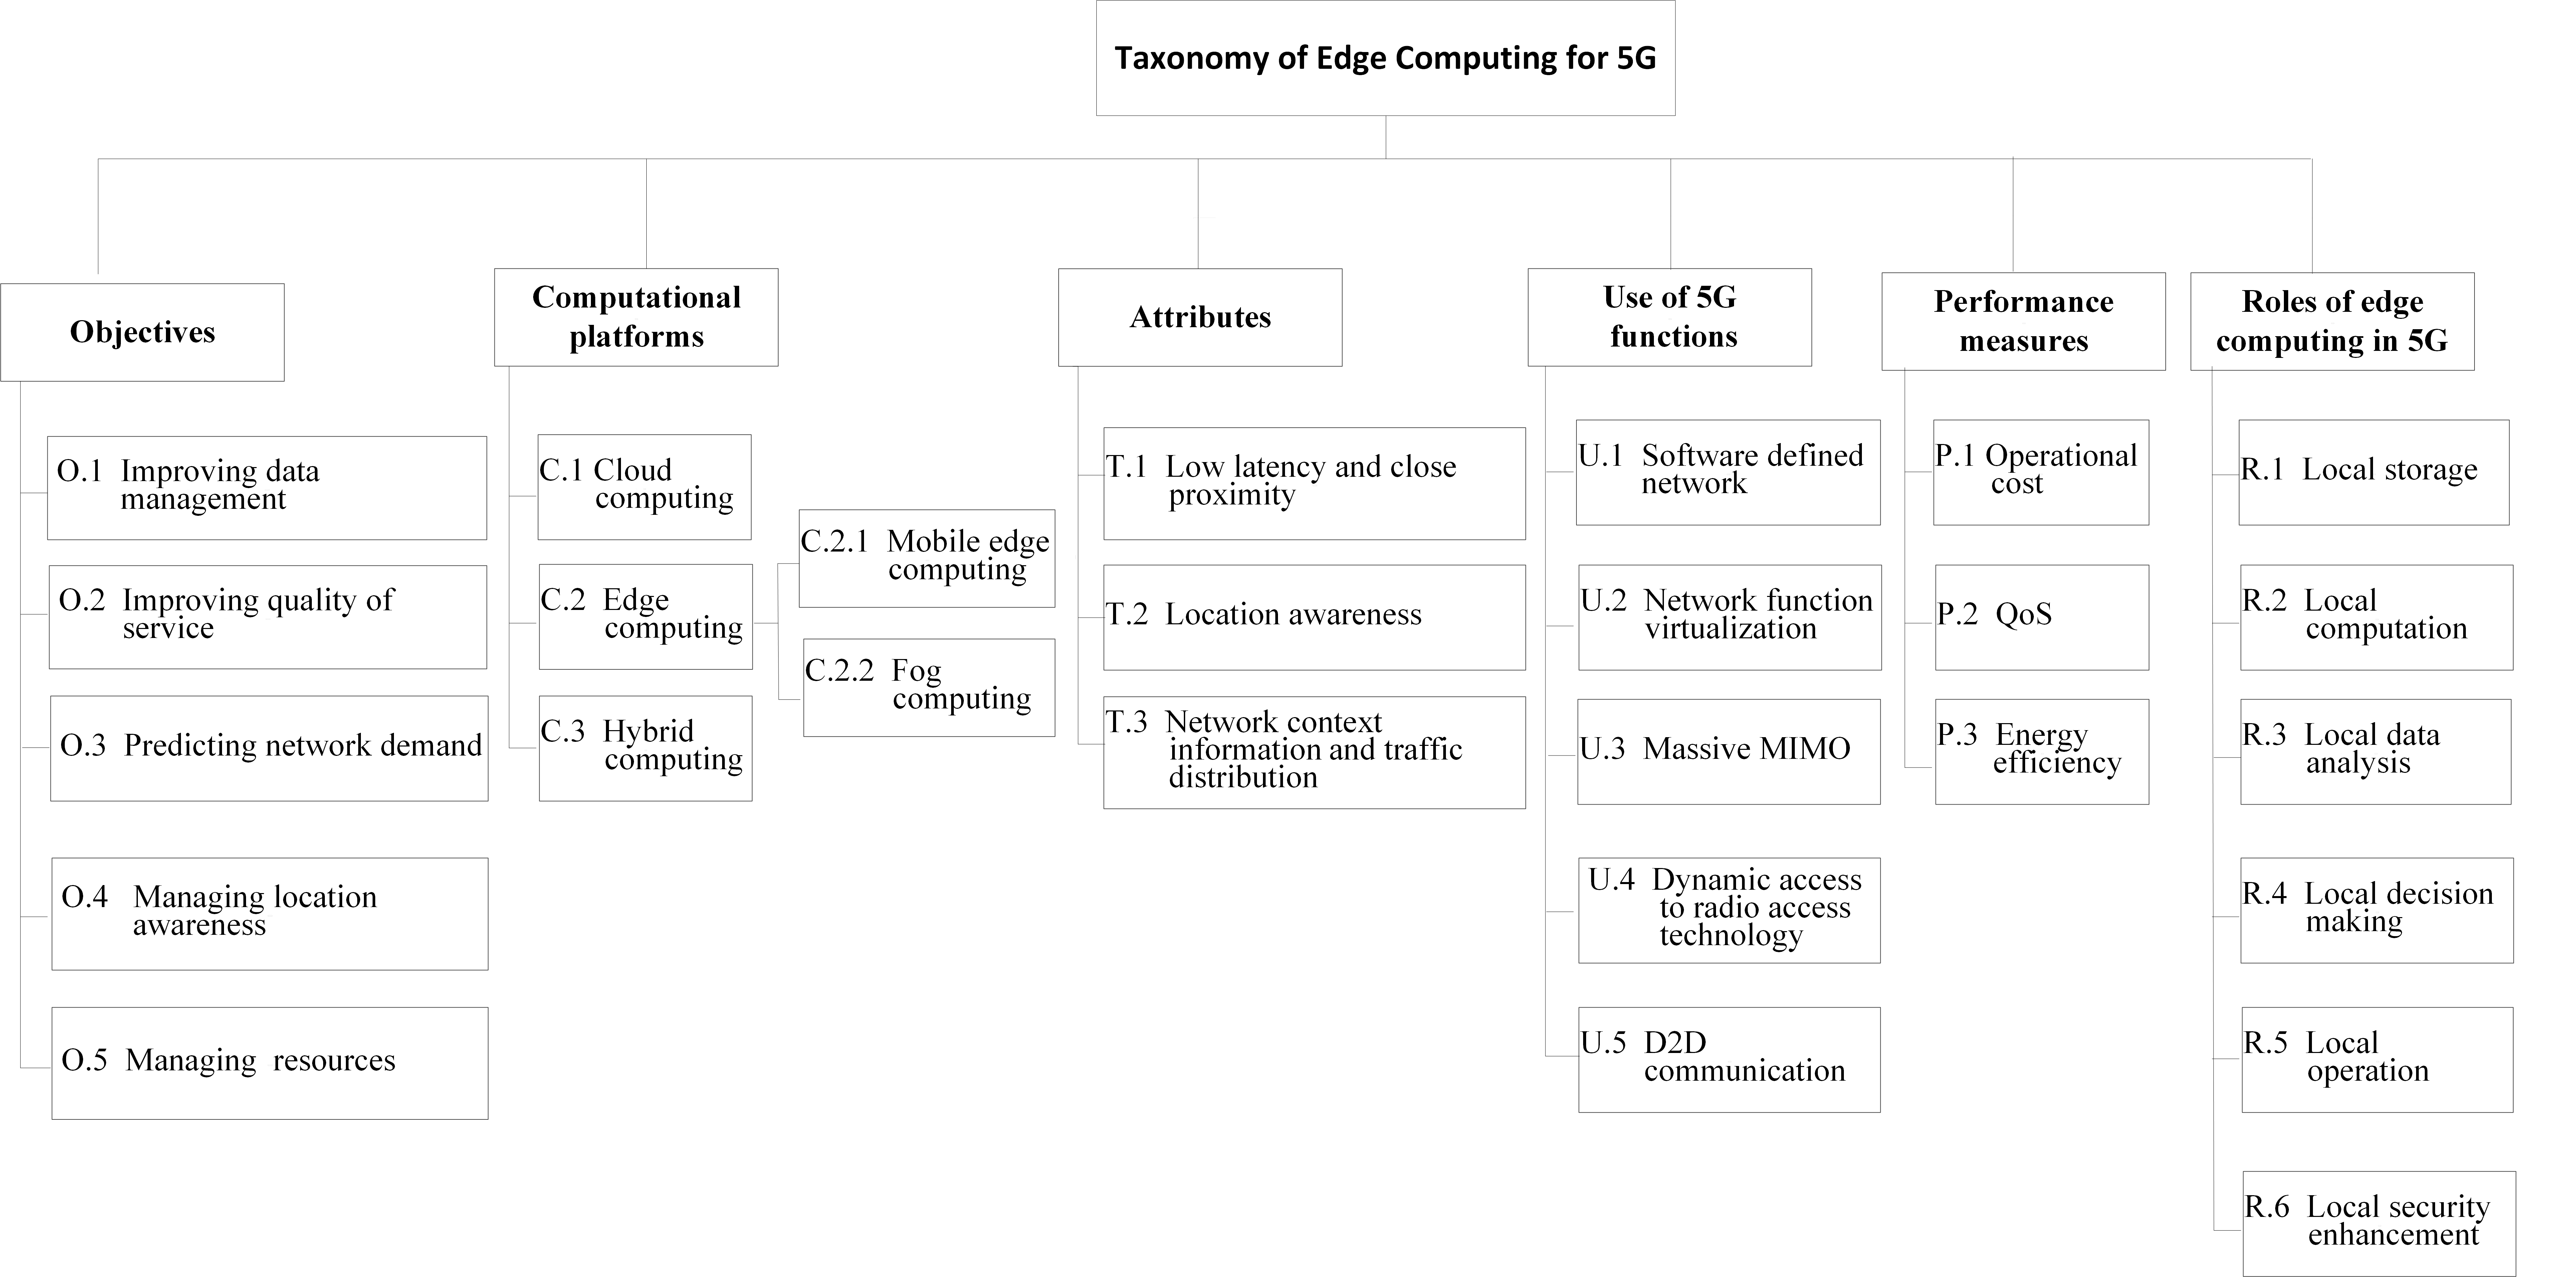 Taxonomy of Edge Computing for 5G
Objectives
O.1 Improving data
management
O.2 Improving quality of
service
O.3 Predicting network demand
O.4 Managing location
awareness
O.5 Managing resources
Computational
platforms
C.1 Cloud
computing
C.2 Edge
computing
C.2.1 Mobile edge
computing
C.2.2 Fog
computing
C.3 Hybrid
computing
Attributes
T.1 Low latency and close
proximity
T.2 Location awareness
T.3 Network context
information and traffic
distribution
Use of 5G
functions
U.1 Software defined
network
U.2 Network function
virtualization
U.3 Massive MIMO
U.4 Dynamic access
to radio access
technology
U.5 D2D
communication
Performance
measures
P.1 Operational
cost
P.2 QoS
P.3 Energy
efficiency
Roles of edge
computing in 5G
R.1 Local storage
R.2 Local
computation
R.3 Local data
analysis
R.4 Local decision
making
R.5 Local
operation
R.6 Local security
enhancement